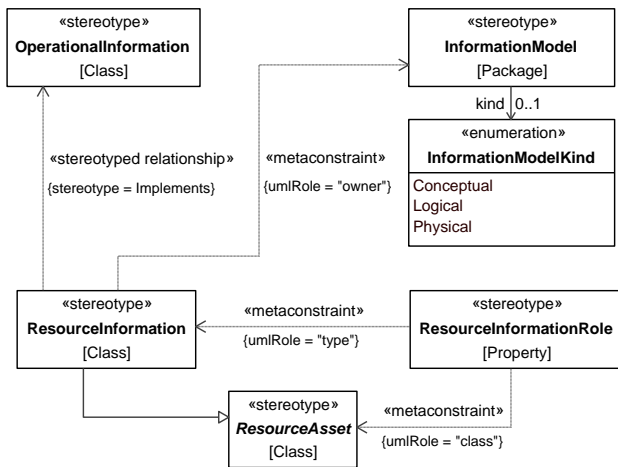 «stereotype»
OperationalInformation
[Class]
«stereotype»
InformationModel
[Package]
kind 0..1
«enumeration»
InformationModelKind
Conceptual
Logical
Physical
«stereotyped relationship»
{stereotype = Implements}
«metaconstraint»
{umlRole = "owner"}
«stereotype»
ResourceInformation
[Class]
«metaconstraint»
{umlRole = "type"}
«stereotype»
ResourceInformationRole
[Property]
«stereotype»
ResourceAsset
[Class]
«metaconstraint»
{umlRole = "class"}